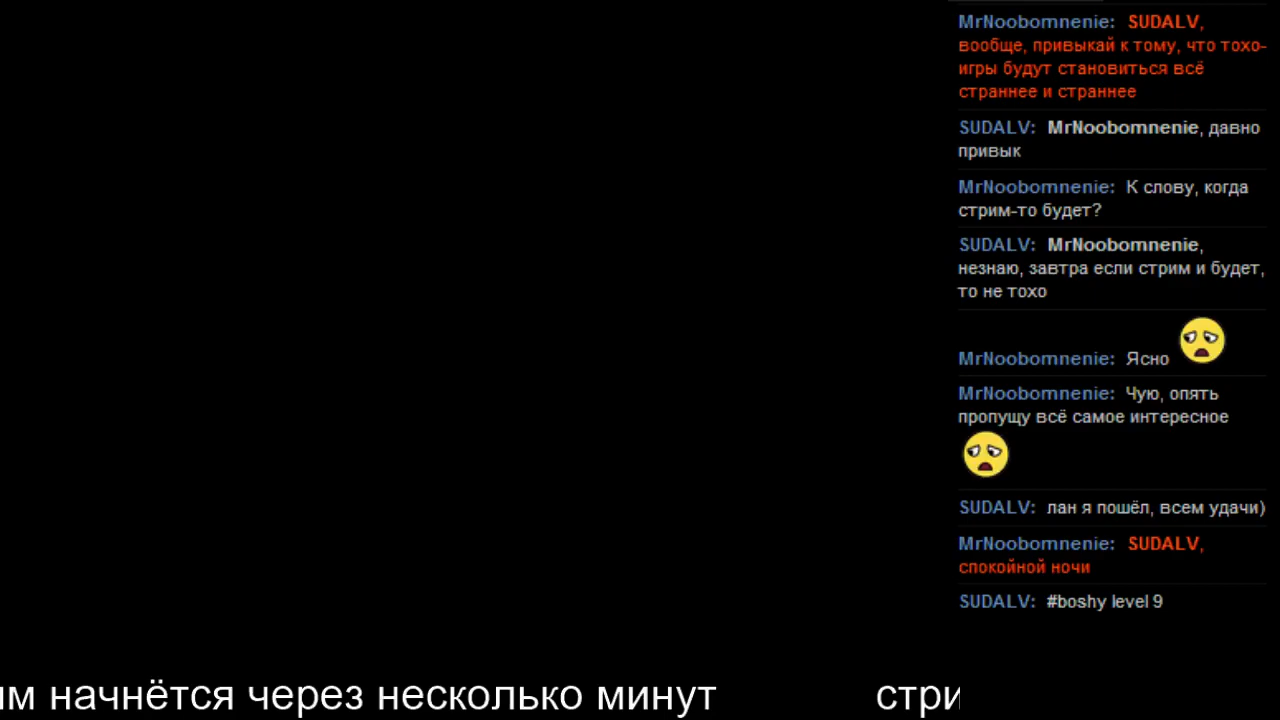 MrNoobomnenie: SUDALV,
вообще, привыкай к тому, что тохо-
игры будут становиться всё
страннее и страннее
SUDALV: MrNoobomnenie, давно
привык
MrNoobomnenie: К слову, когда
стрим-то будет?
SUDALV: MrNoobomnenie,
незнаю, завтра если стрим и будет,
то не тохо
MrNoobomnenie: Ясно
MrNoobomnenie: Чую, опять
пропущу всё самое интересное
SUDALV: лан я пошёл, всем удачи)
MrNoobomnenie: SUDALV,
спокойной ночи
SUDALV: #boshy level 9
им начнётся через несколько минут стри